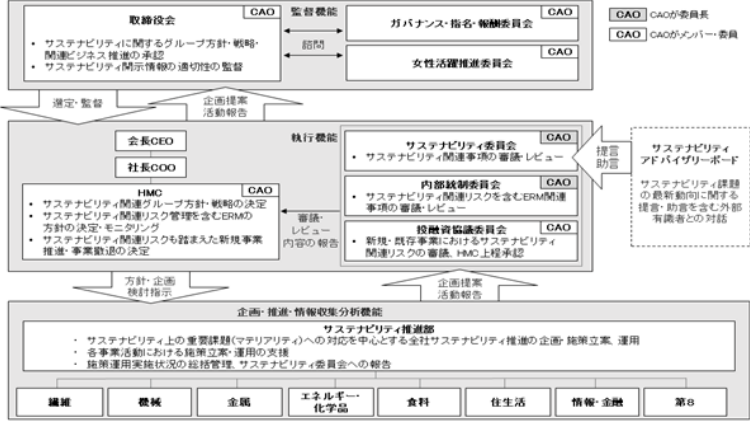 監督機能
取締役会
CAO
• サステナビリティに関するグループ方針・戦略・
関連ビジネス推進の承認
• サステナビリティ開示情報の適切性の監督
諮問
ガバナンス・指名・報酬委員会
CAO
女性活躍推進委員会
CAO
CAO
CAOが委員長
CAO
CAOがメンバー・委員
選定・監督
企画提案
活動報告
執行機能
会長CEO
社長COO
HMC
CAO
• サステナビリティ関連グループ方針・戦略の決定
• サステナビリティ関連リスク管理を含むERMの
方針の決定・モニタリング
• サステナビリティ関連リスクも踏まえた新規事業
推進・事業撤退の決定
審議・
レビュー
内容の報告
サステナビリティ委員会
CAO
• サステナビリティ関連事項の審議・レビュー
内部統制委員会
CAO
• サステナビリティ関連リスクを含むERM関連
事項の審議・レビュー
投融資協議委員会
CAO
• 新規・既存事業におけるサステナビリティ
関連リスクの審議、HMC上程承認
提言
助言
サステナビリティ
アドバイザリーボード
サステナビリティ課題
の最新動向に関する
提言・助言を含む外部
有識者との対話
方針・企画
検討指示
企画提案
活動報告
企画・推進・情報収集分析機能
サステナビリティ推進部
• サステナビリティ上の重要課題(マテリアリティ)への対応を中心とする全社サステナビリティ推進の企画・施策立案、運用
• 各事業活動における施策立案・運用の支援
• 施策運用実施状況の総括管理、サステナビリティ委員会への報告
繊維
機械
金属
エネルギー・
化学品
食料
住生活
情報・金融
第8